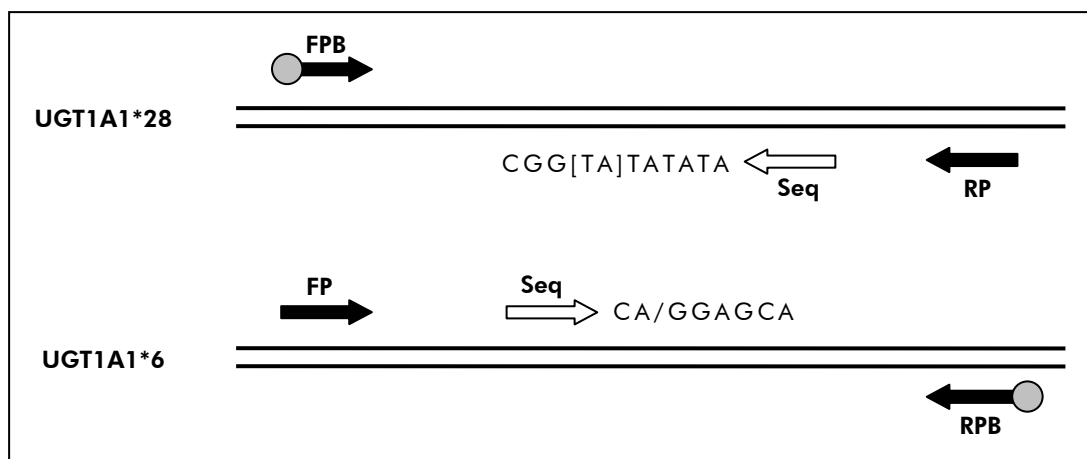 FPB
UGT1A1*28
CGG[TA]TATATA
Seq
RP
FP
Seq
CA/GGAGCA
UGT1A1*6
RPB